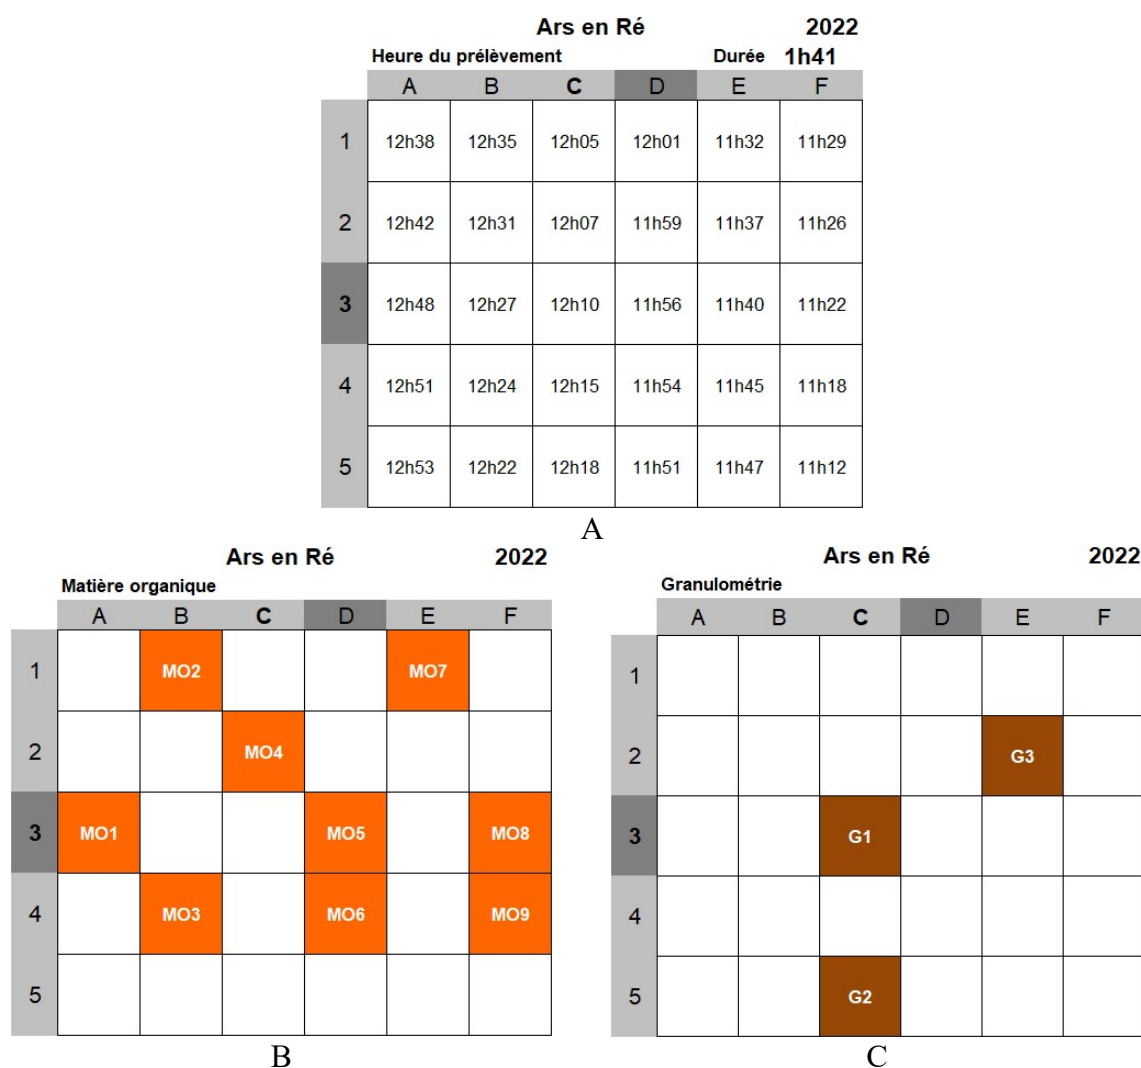 Ars en Ré 2022
Heure du prélèvement Durée 1h41
A B C D E F
1 12h38 12h35 12h05 12h01 11h32 11h29
2 12h42 12h31 12h07 11h59 11h37 11h26
3 12h48 12h27 12h10 11h56 11h40 11h22
4 12h51 12h24 12h15 11h54 11h45 11h18
5 12h53 12h22 12h18 11h51 11h47 11h12
A
Ars en Ré 2022
Matière organique
A B C D E F
1 MO2 MO7
2 MO4
3 MO1 MO5 MO8
4 MO3 MO6 MO9
5
B
Ars en Ré 2022
Granulométrie
A B C D E F
1
2 G3
3 G1
4
5 G2
C